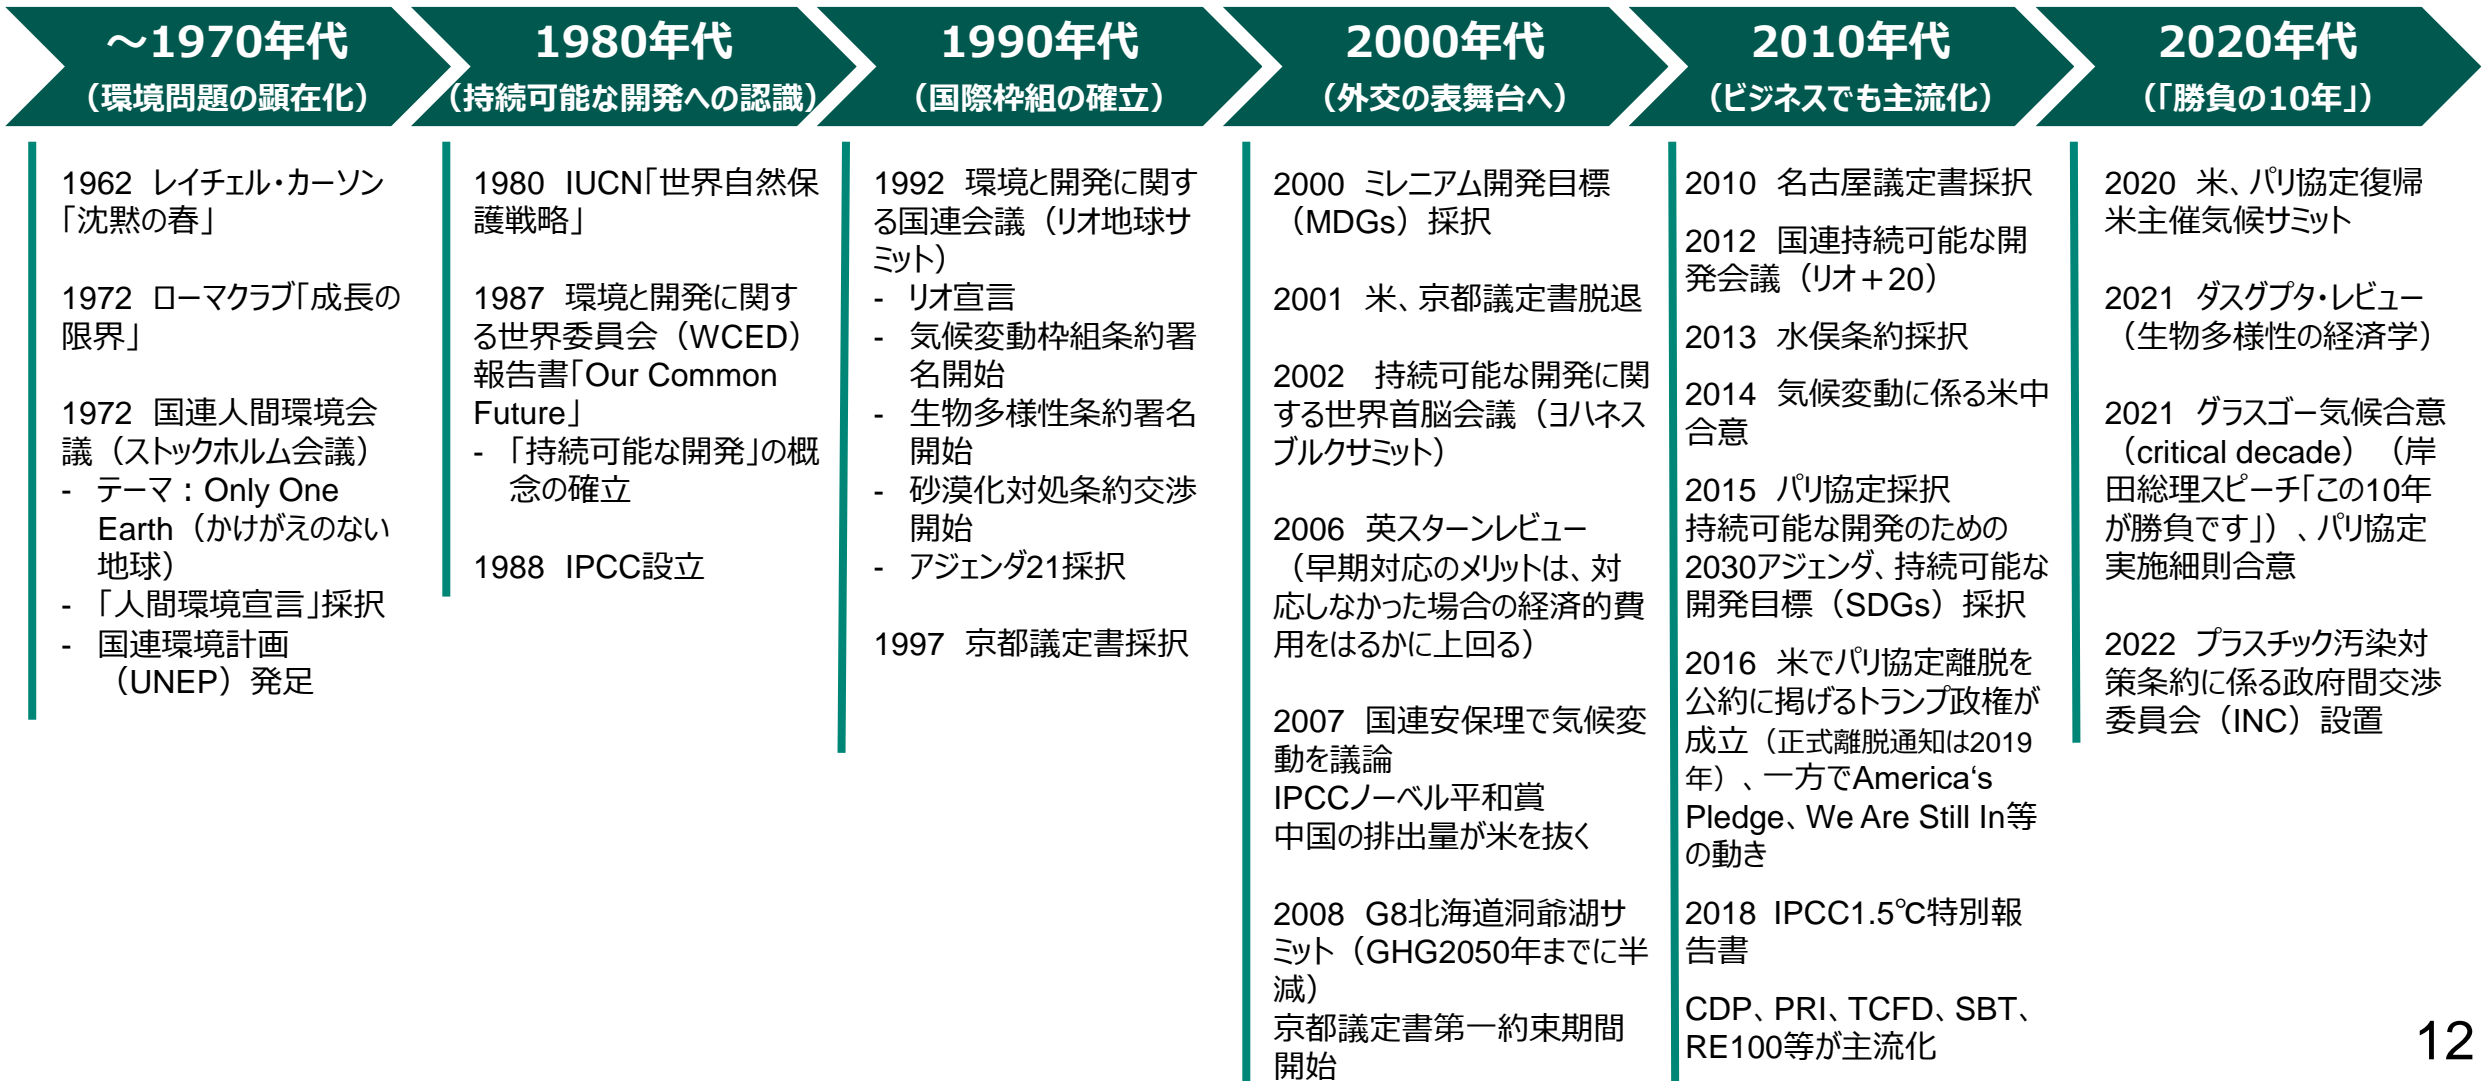 ～1970年代
（環境問題の顕在化）
1980年代
（持続可能な開発への認識）
1990年代
（国際枠組の確立）
2000年代
（外交の表舞台へ）
2010年代
（ビジネスでも主流化）
2020年代
（「勝負の10年」）
1962 レイチェル・カーソン
「沈黙の春」
1972 ローマクラブ「成長の
限界」
1972 国連人間環境会
議（ストックホルム会議）
- テーマ：Only One
Earth（かけがえのない
地球）
- 「人間環境宣言」採択
- 国連環境計画
（UNEP）発足
1980 IUCN「世界自然保
護戦略」
1987 環境と開発に関す
る世界委員会（WCED）
報告書「Our Common
Future」
- 「持続可能な開発」の概
念の確立
1988 IPCC設立
1992 環境と開発に関す
る国連会議（リオ地球サ
ミット）
- リオ宣言
- 気候変動枠組条約署
名開始
- 生物多様性条約署名
開始
- 砂漠化対処条約交渉
開始
- アジェンダ21採択
1997 京都議定書採択
2000 ミレニアム開発目標
（MDGs）採択
2001 米、京都議定書脱退
2002 持続可能な開発に関
する世界首脳会議（ヨハネス
ブルクサミット）
2006 英スターンレビュー
（早期対応のメリットは、対
応しなかった場合の経済的費
用をはるかに上回る）
2007 国連安保理で気候変
動を議論
IPCCノーベル平和賞
中国の排出量が米を抜く
2008 G8北海道洞爺湖サ
ミット（GHG2050年までに半
減）
京都議定書第一約束期間
開始
2010 名古屋議定書採択
2012 国連持続可能な開
発会議（リオ＋20）
2013 水俣条約採択
2014 気候変動に係る米中
合意
2015 パリ協定採択
持続可能な開発のための
2030アジェンダ、持続可能な
開発目標（SDGs）採択
2016 米でパリ協定離脱を
公約に掲げるトランプ政権が
成立（正式離脱通知は2019
年）、一方でAmerica‘s
Pledge、We Are Still In等
の動き
2018 IPCC1.5℃特別報
告書
CDP、PRI、TCFD、SBT、
RE100等が主流化
2020 米、パリ協定復帰
米主催気候サミット
2021 ダスグプタ・レビュー
（生物多様性の経済学）
2021 グラスゴー気候合意
（critical decade）（岸
田総理スピーチ「この10年
が勝負です」）、パリ協定
実施細則合意
2022 プラスチック汚染対
策条約に係る政府間交渉
委員会（INC）設置
12